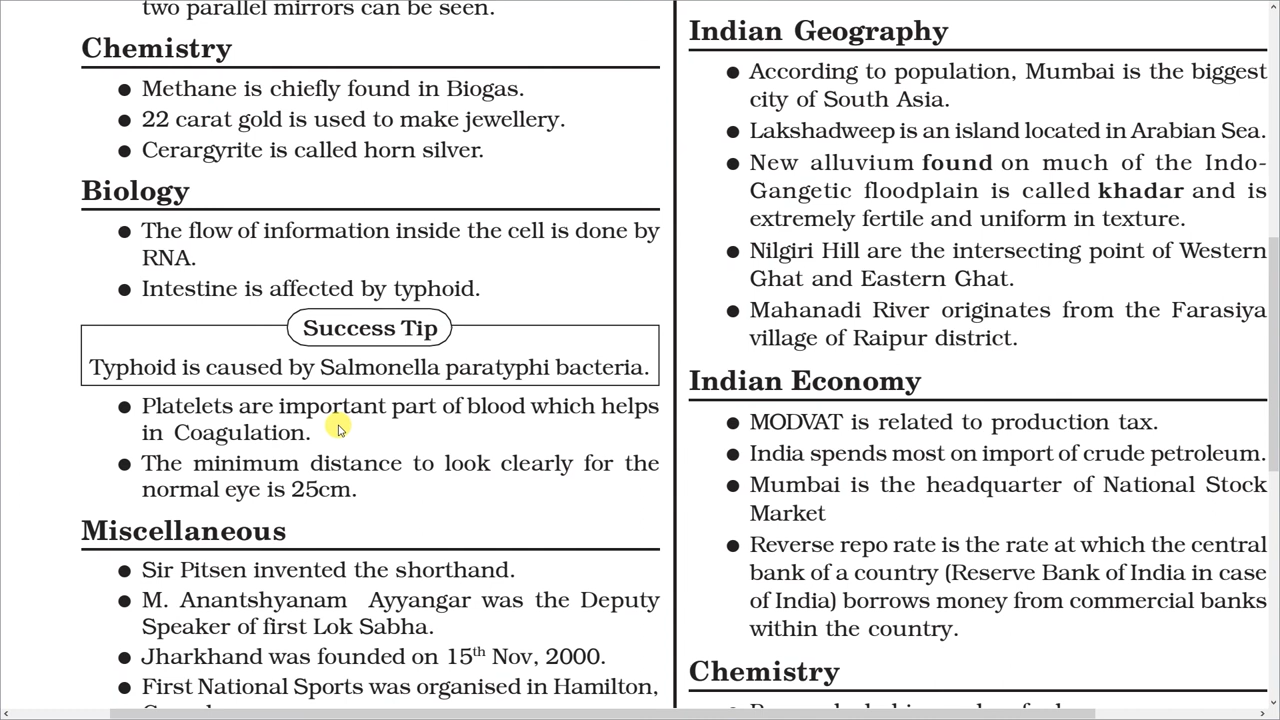 two parallel mirrors can be seen.
Chemistry
● Methane is chiefly found in Biogas.
● 22 carat gold is used to make jewellery.
● Cerargyrite is called horn silver.
Biology
● The flow of information inside the cell is done by
RNA.
● Intestine is affected by typhoid.
Success Tip
Typhoid is caused by Salmonella paratyphi bacteria.
● Platelets are important part of blood which helps
in Coagulation.
● The minimum distance to look clearly for the
normal eye is 25cm.
Miscellaneous
● Sir Pitsen invented the shorthand.
● M. Anantshyanam Ayyangar was the Deputy
Speaker of first Lok Sabha.
● Jharkhand was founded on 15th Nov, 2000.
● First National Sports was organised in Hamilton,
Indian Geography
● According to population, Mumbai is the biggest
city of South Asia.
● Lakshadweep is an island located in Arabian Sea.
● New alluvium found on much of the Indo-
Gangetic floodplain is called khadar and is
extremely fertile and uniform in texture.
● Nilgiri Hill are the intersecting point of Western
Ghat and Eastern Ghat.
● Mahanadi River originates from the Farasiya
village of Raipur district.
Indian Economy
● MODVAT is related to production tax.
● India spends most on import of crude petroleum.
● Mumbai is the headquarter of National Stock
Market
● Reverse repo rate is the rate at which the central
bank of a country (Reserve Bank of India in case
of India) borrows money from commercial banks
within the country.
Chemistry